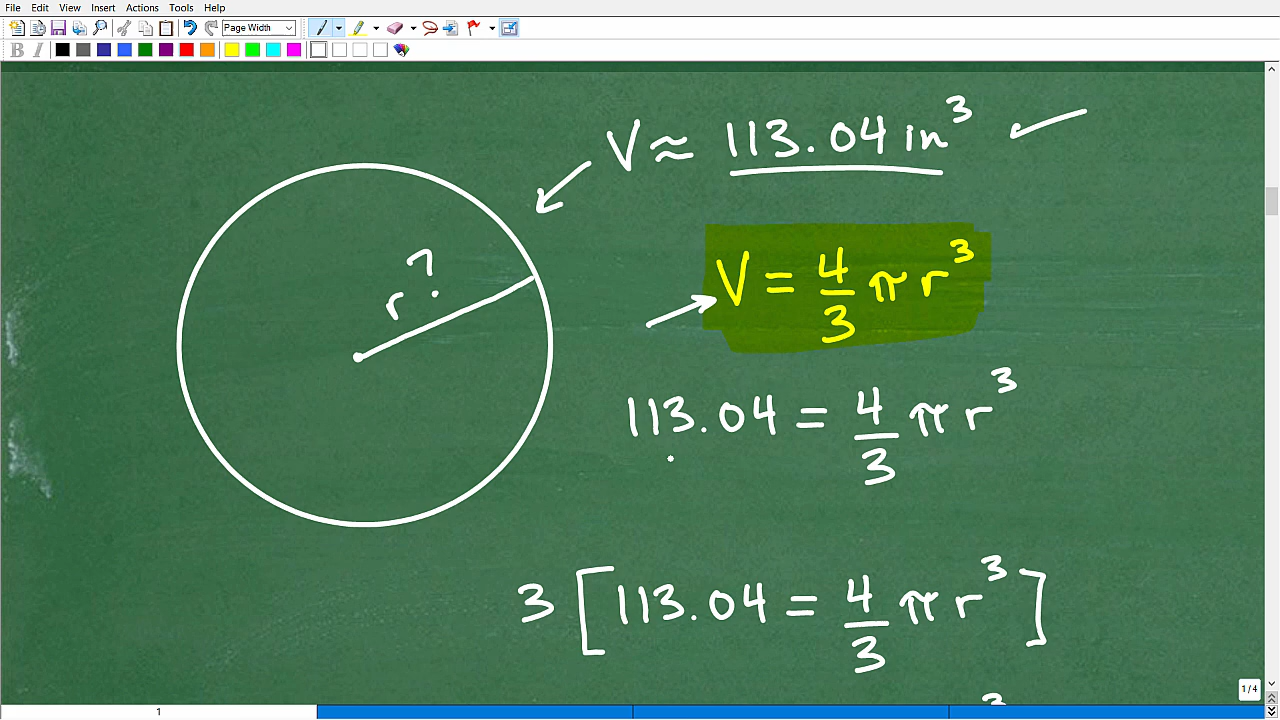 File Edit View Insert Actions Tools Help
Page Width
B I
V ≈ 113.04 in³
r ?
V = 4/3 π r³
113.04 = 4/3 π r³
3 [ 113.04 = 4/3 π r³ ]
3
1/4
1